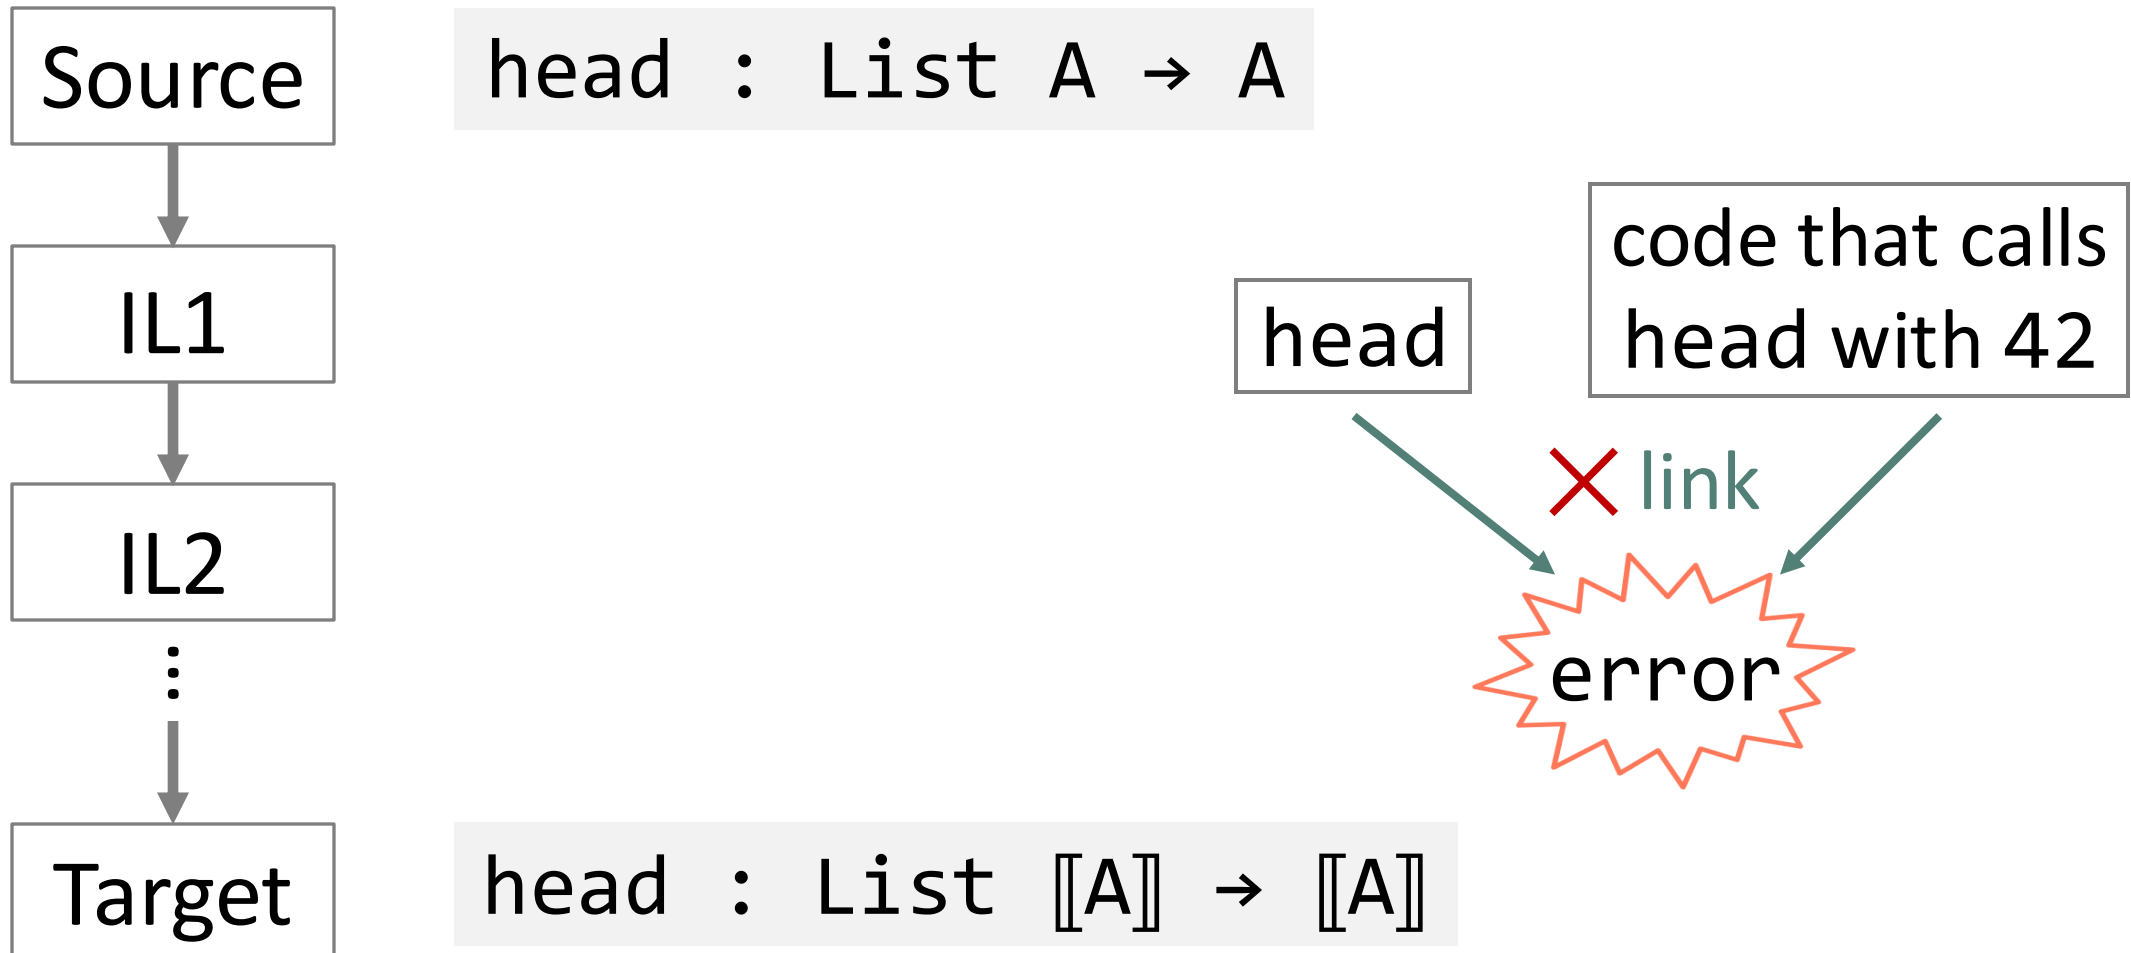 Source
head : List A → A
IL1
code that calls
head with 42
head
link
IL2
⋮
error
Target
head : List ⟦A⟧ → ⟦A⟧